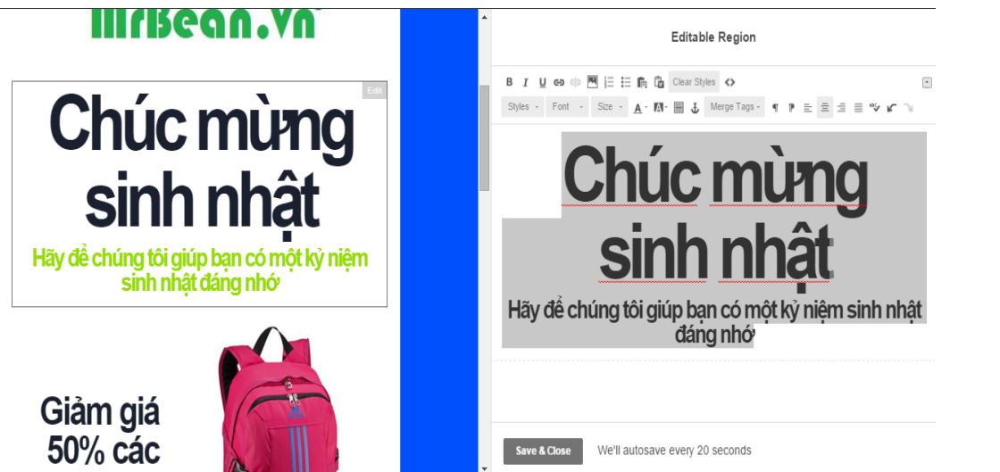 MrBean.vn
Edit
Chúc mừng
sinh nhật
Hãy để chúng tôi giúp bạn có một kỷ niệm
sinh nhật đáng nhớ
Giảm giá
50% các
Editable Region
B I U
Clear Styles
Styles
Font
Size
A
A
Merge Tags
Chúc mừng
sinh nhật
Hãy để chúng tôi giúp bạn có một kỷ niệm sinh nhật
đáng nhớ
Save & Close
We'll autosave every 20 seconds